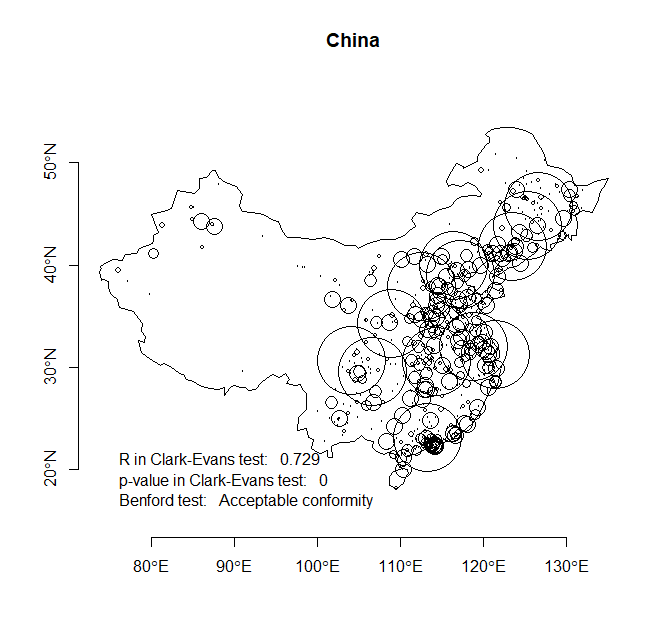 China
50°N
40°N
30°N
20°N
R in Clark-Evans test: 0.729
p-value in Clark-Evans test: 0
Benford test: Acceptable conformity
80°E 90°E 100°E 110°E 120°E 130°E